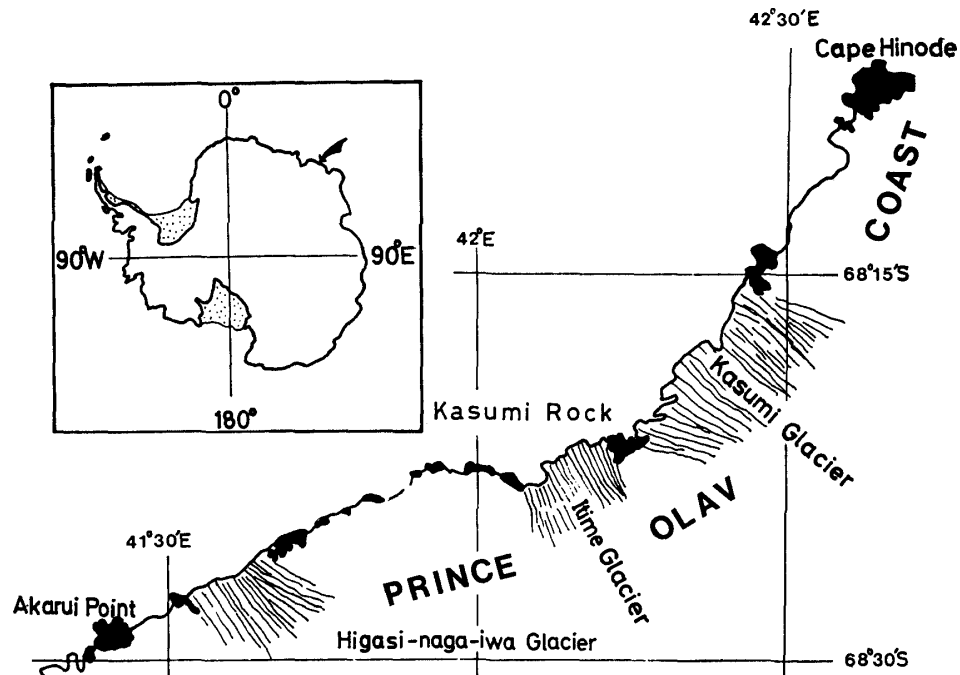 42°30'E
Cape Hinode
0°
COAST
90°W
90°E
42°E
68°15'S
180°
Kasumi Rock
Kasumi Glacier
OLAV
Itime Glacier
41°30'E
PRINCE
Akarui Point
Higasi-naga-iwa Glacier
68°30'S